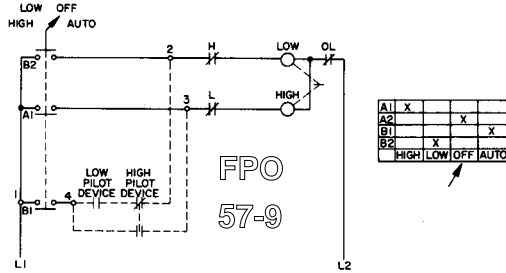 LOW OFF
HIGH AUTO
B2
2
H
LOW
OL
A1
3
L
HIGH
1
B1
4
LOW PILOT DEVICE
HIGH PILOT DEVICE
FPO
57-9
L1
L2
A1 X
A2 X
B1 X
B2 X
HIGH LOW OFF AUTO